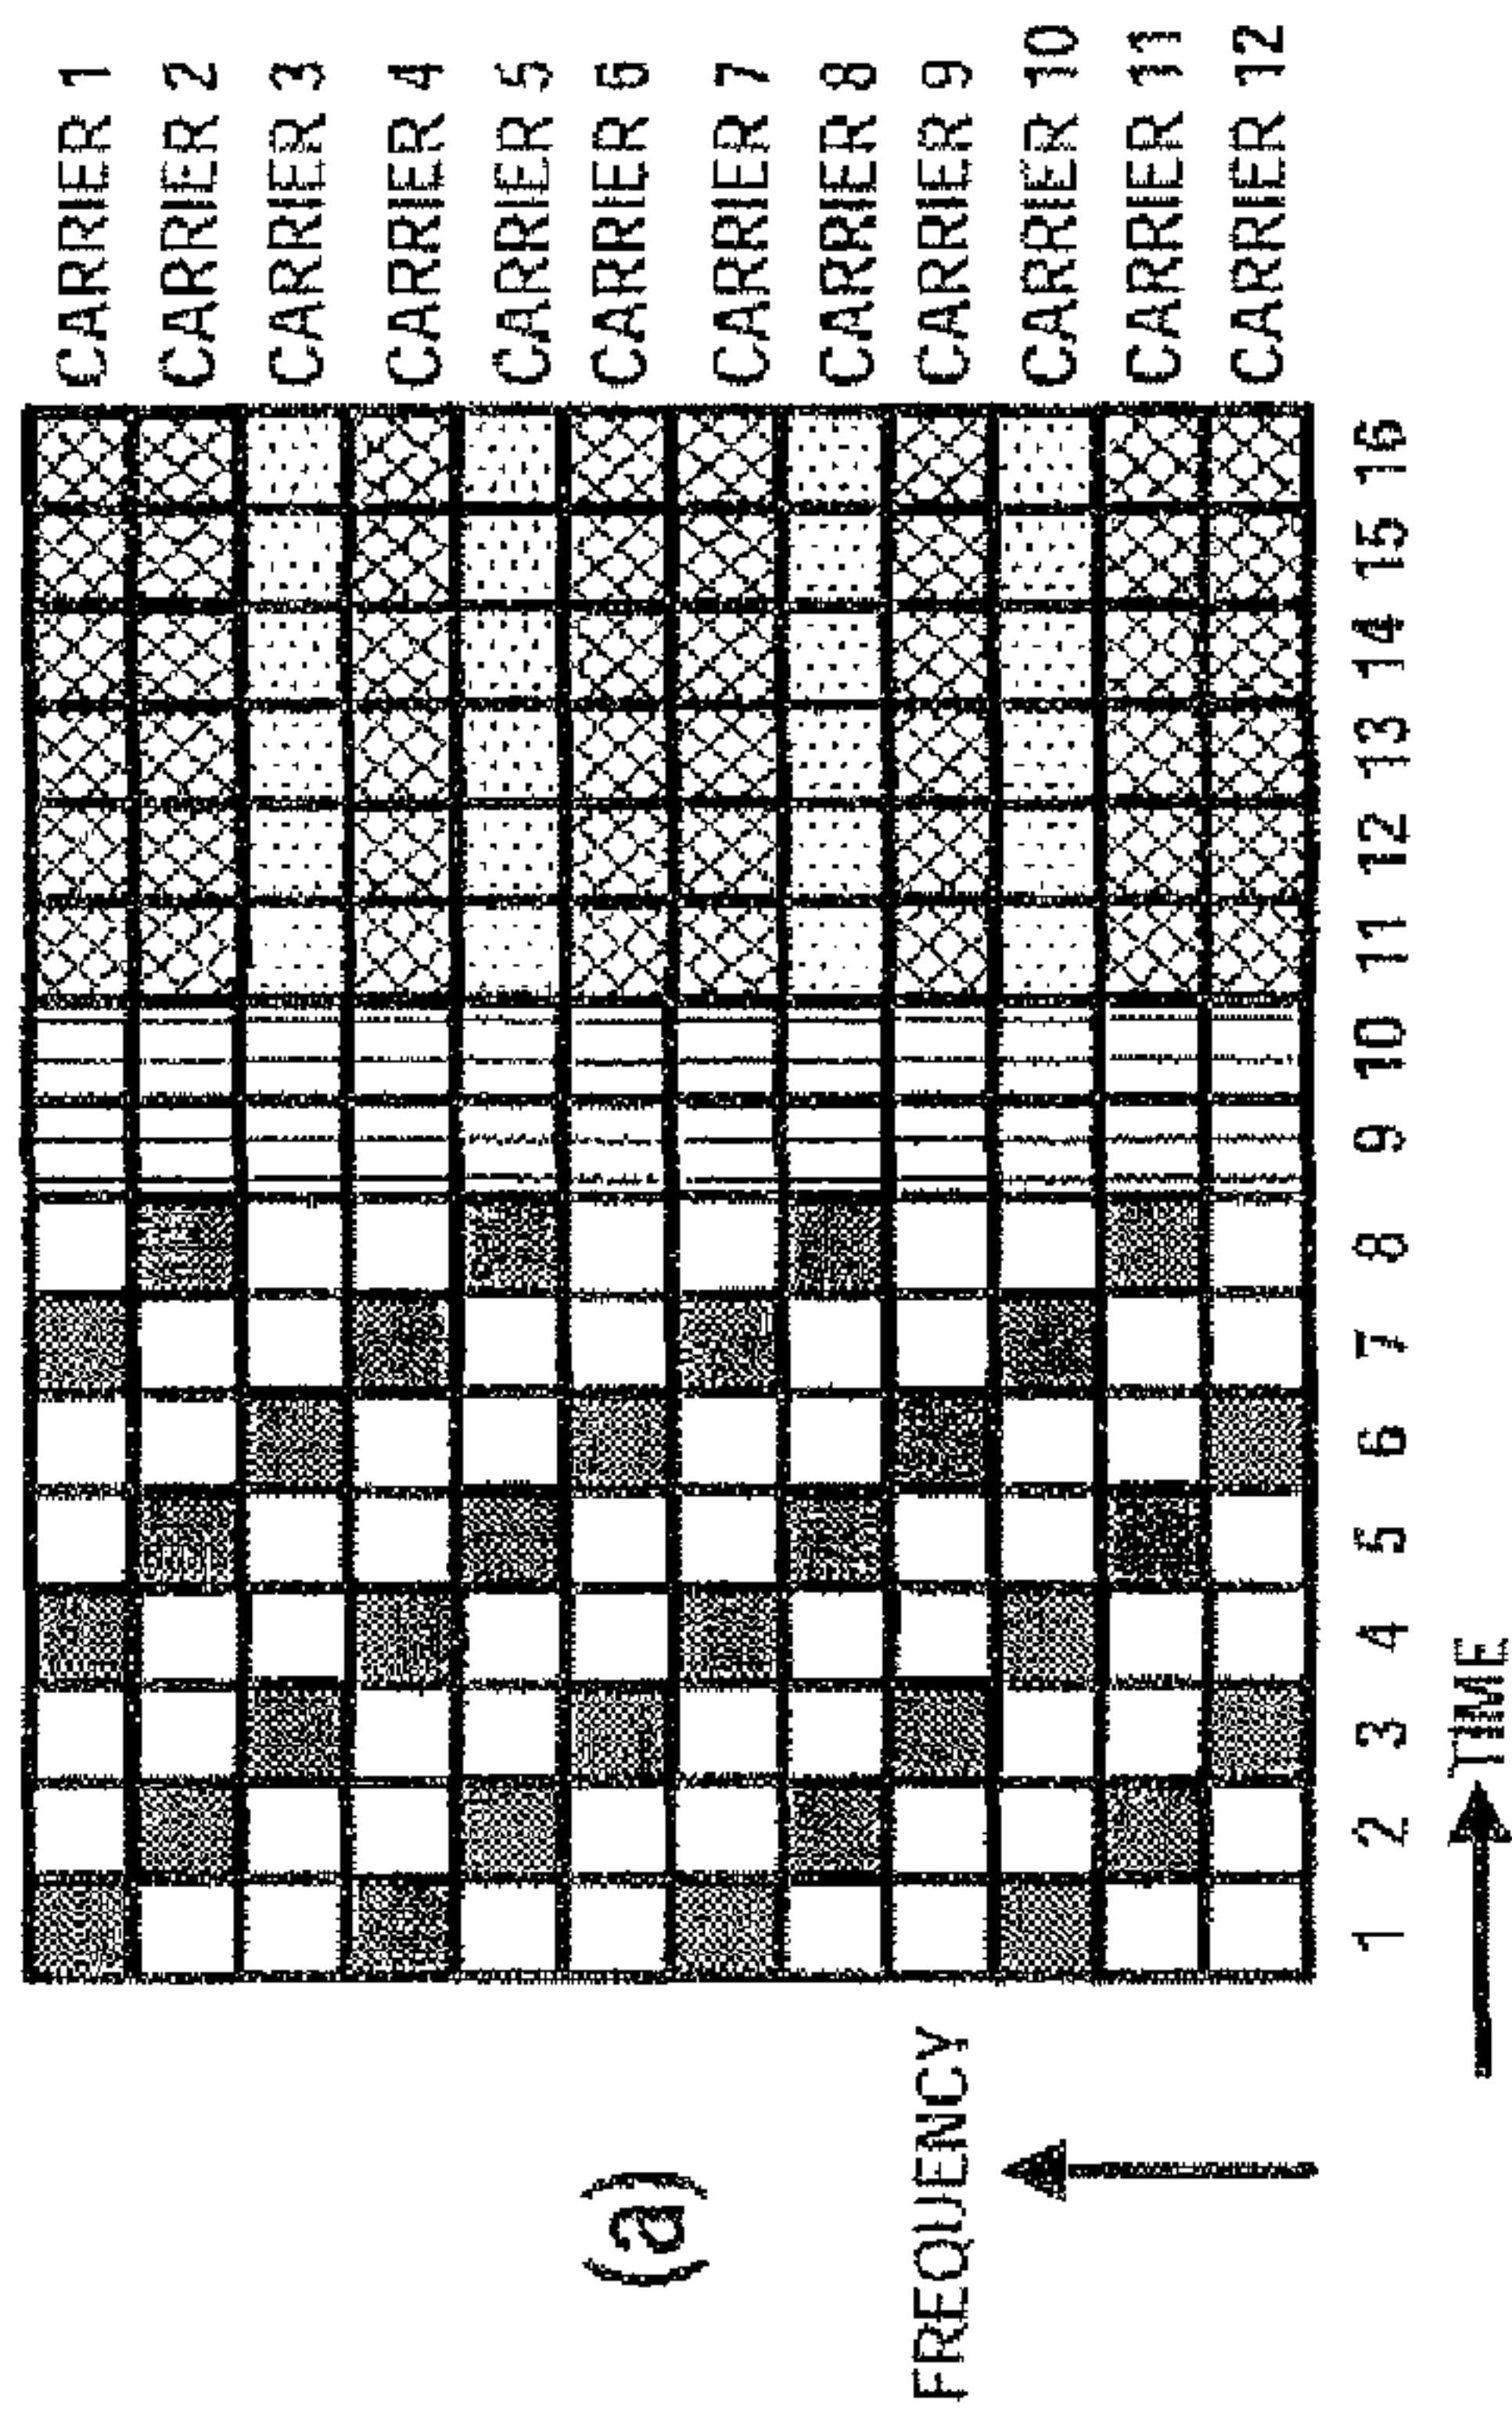 (a)
FREQUENCY
CARRIER 1
CARRIER 2
CARRIER 3
CARRIER 4
CARRIER 5
CARRIER 6
CARRIER 7
CARRIER 8
CARRIER 9
CARRIER 10
CARRIER 11
CARRIER 12
1 2 3 4 5 6 7 8 9 10 11 12 13 14 15 16
TIME